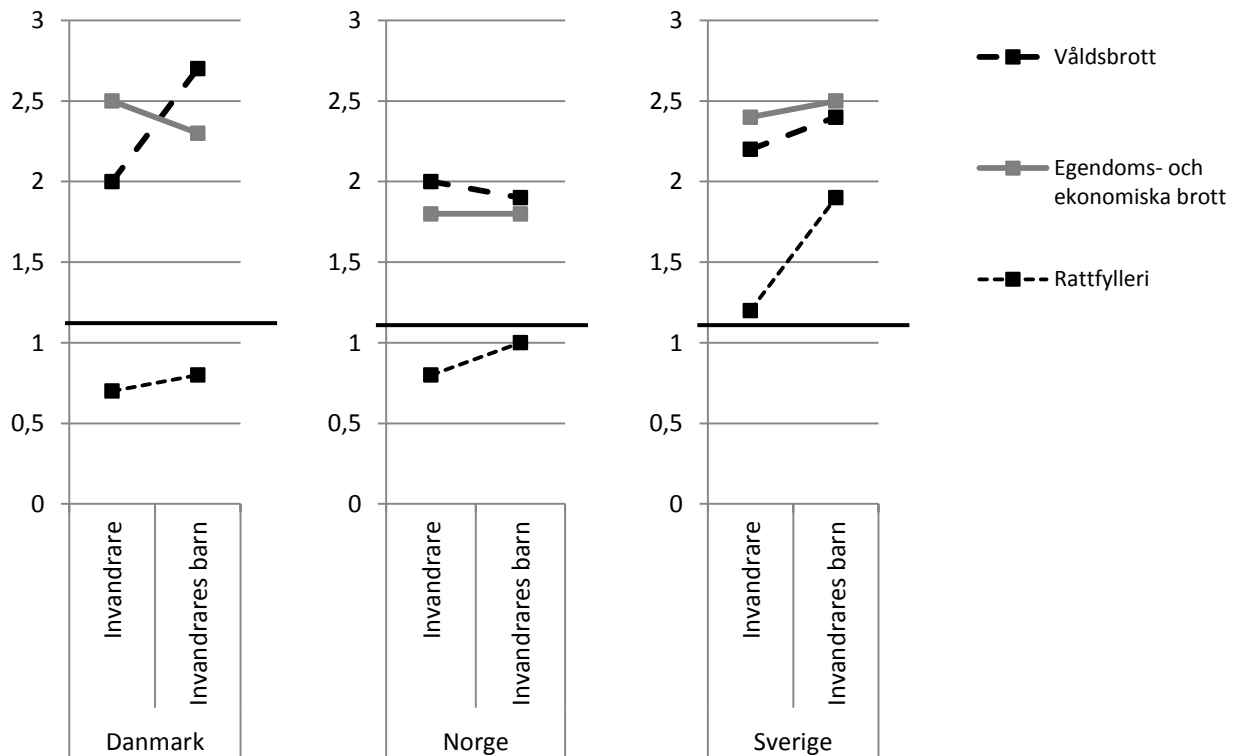 3
2,5
2
1,5
1
0,5
0
Invandrare
Invandrares barn
Danmark
3
2,5
2
1,5
1
0,5
0
Invandrare
Invandrares barn
Norge
3
2,5
2
1,5
1
0,5
0
Invandrare
Invandrares barn
Sverige
Våldsbrott
Egendoms- och
ekonomiska brott
Rattfylleri